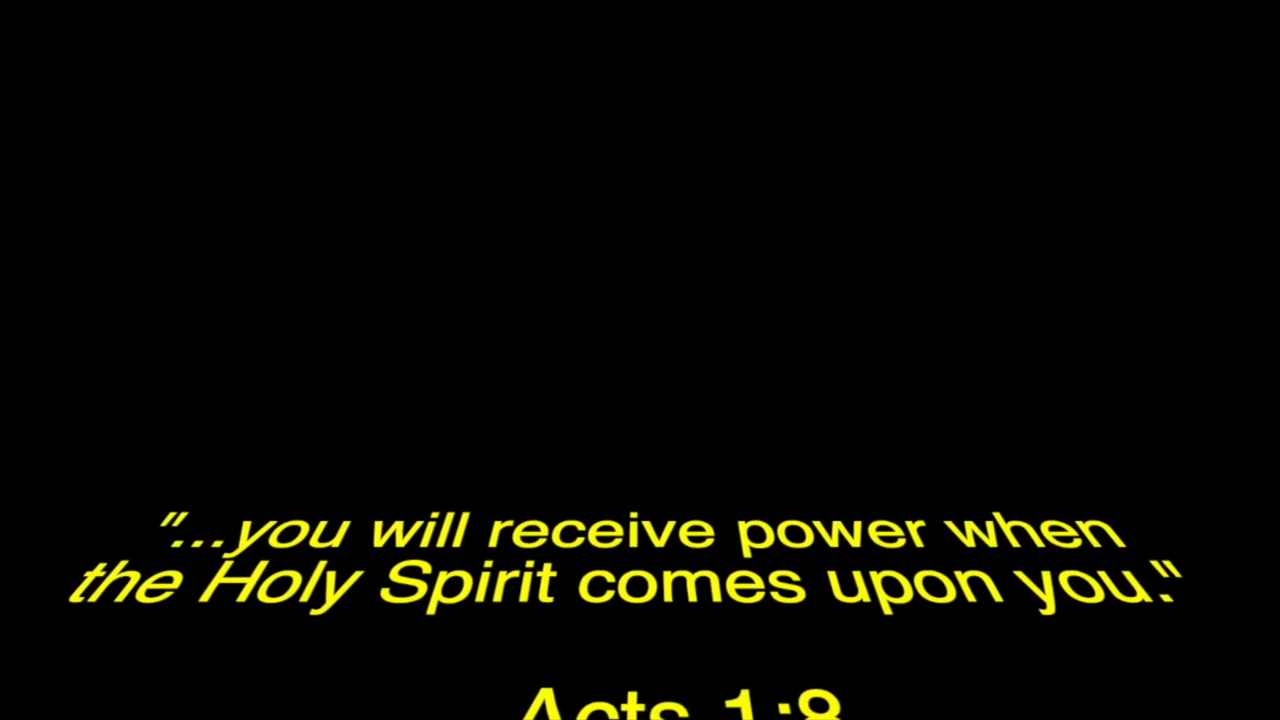 "...you will receive power when
the Holy Spirit comes upon you."
Acts 1:8